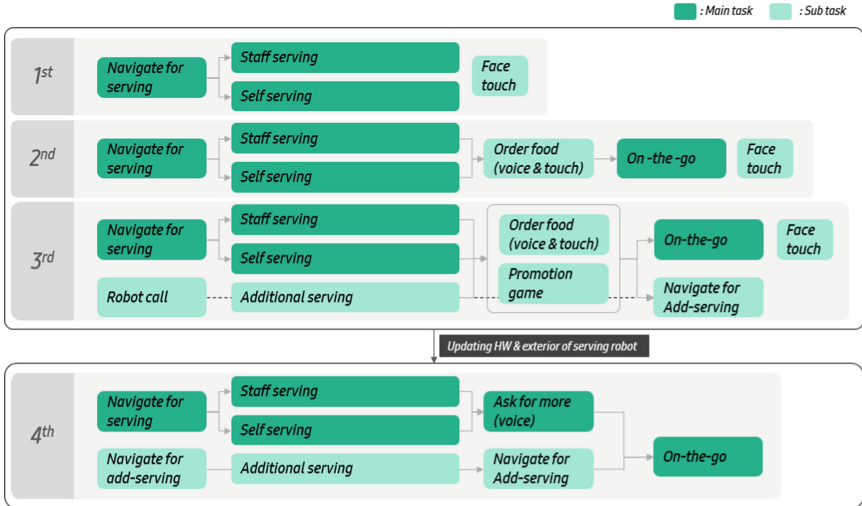 : Main task
: Sub task
1st
Navigate for
serving
Staff serving
Self serving
Face
touch
2nd
Navigate for
serving
Staff serving
Self serving
Order food
(voice & touch)
On -the -go
Face
touch
3rd
Navigate for
serving
Staff serving
Self serving
Order food
(voice & touch)
Promotion
game
On-the-go
Face
touch
Robot call
Additional serving
Navigate for
Add-serving
Updating HW & exterior of serving robot
4th
Navigate for
serving
Staff serving
Self serving
Ask for more
(voice)
Navigate for
add-serving
Additional serving
Navigate for
Add-serving
On-the-go